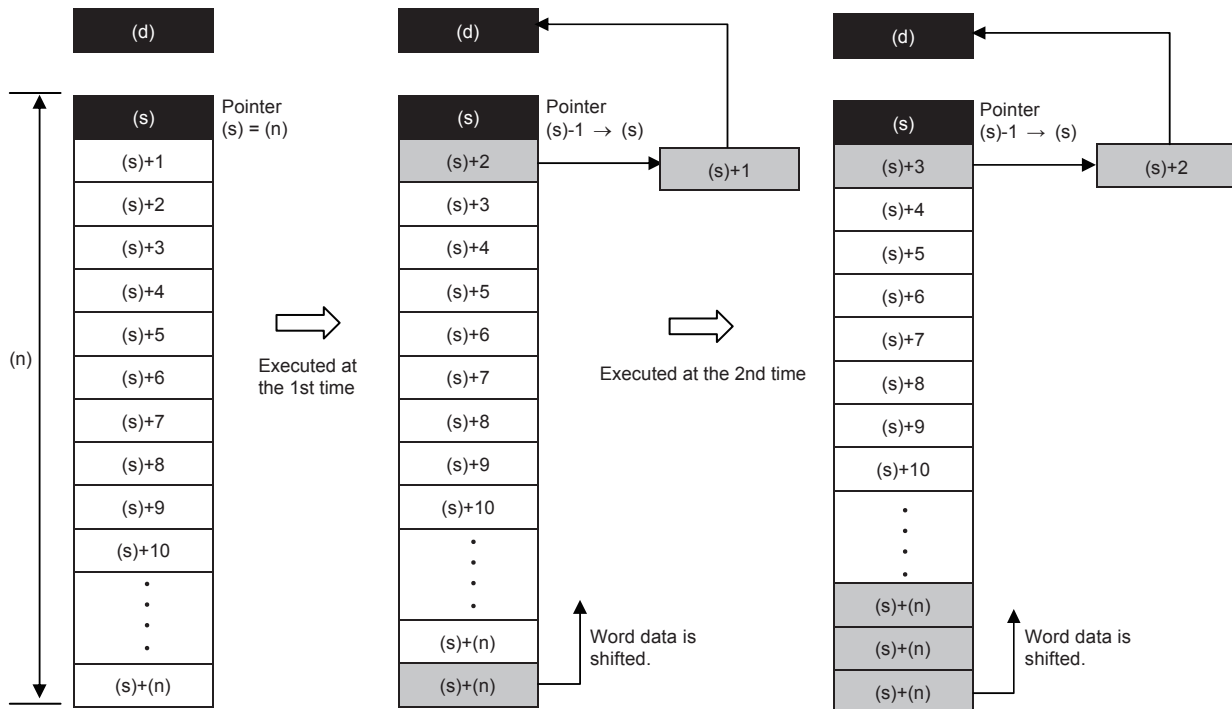 (d)
(s)
Pointer
(s) = (n)
(s)+1
(s)+2
(s)+3
(s)+4
(s)+5
(s)+6
(s)+7
(s)+8
(s)+9
(s)+10
(s)+(n)
(n)
Executed at
the 1st time
(d)
(s)
Pointer
(s)-1 → (s)
(s)+2
(s)+1
(s)+3
(s)+4
(s)+5
(s)+6
(s)+7
(s)+8
(s)+9
(s)+10
(s)+(n)
(s)+(n)
Word data is
shifted.
Executed at the 2nd time
(d)
(s)
Pointer
(s)-1 → (s)
(s)+3
(s)+2
(s)+4
(s)+5
(s)+6
(s)+7
(s)+8
(s)+9
(s)+10
(s)+(n)
(s)+(n)
(s)+(n)
Word data is
shifted.